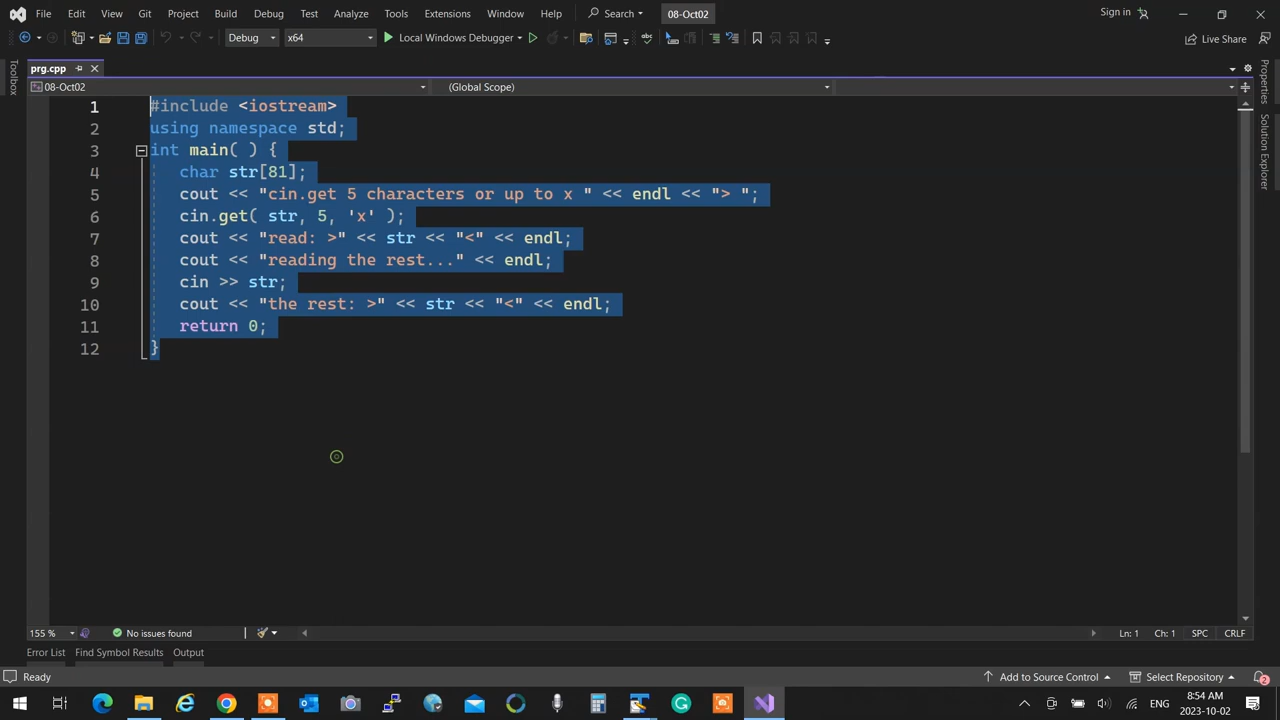 File Edit View Git Project Build Debug Test Analyze Tools Extensions Window Help Search 08-Oct02 Sign in
Debug x64 Local Windows Debugger Live Share
prg.cpp
08-Oct02 (Global Scope)
1 #include <iostream>
2 using namespace std;
3 int main( ) {
4 char str[81];
5 cout << "cin.get 5 characters or up to x " << endl << "> ";
6 cin.get( str, 5, 'x' );
7 cout << "read: >" << str << "<" << endl;
8 cout << "reading the rest..." << endl;
9 cin >> str;
10 cout << "the rest: >" << str << "<" << endl;
11 return 0;
12 }
Toolbox
Properties
Solution Explorer
155 % No issues found Ln: 1 Ch: 1 SPC CRLF
Error List Find Symbol Results Output
Ready Add to Source Control Select Repository 2
ENG 8:54 AM
2023-10-02